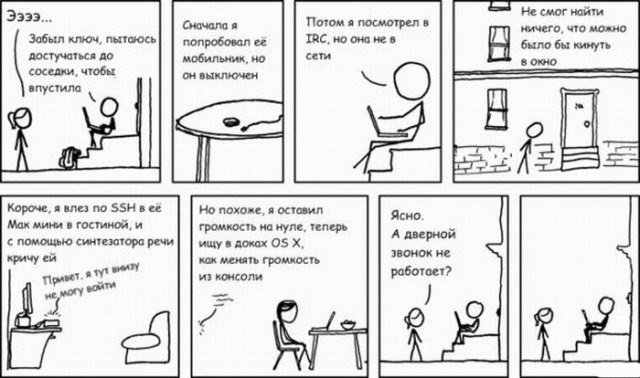 Ээээ...
Забыл ключ, пытаюсь
достучаться до
соседки, чтобы
впустила
Сначала я
попробовал её
мобильник, но
он выключен
Потом я посмотрел в
IRC, но она не в
сети
Не смог найти
ничего, что можно
было бы кинуть
в окно
Короче, я влез по SSH в её
Мак мини в гостиной, и
с помощью синтезатора речи
кричу ей
Привет, я тут внизу
не могу войти
Но похоже, я оставил
громкость на нуле, теперь
ищу в доках OS X,
как менять громкость
из консоли
Ясно.
А дверной
звонок не
работает?